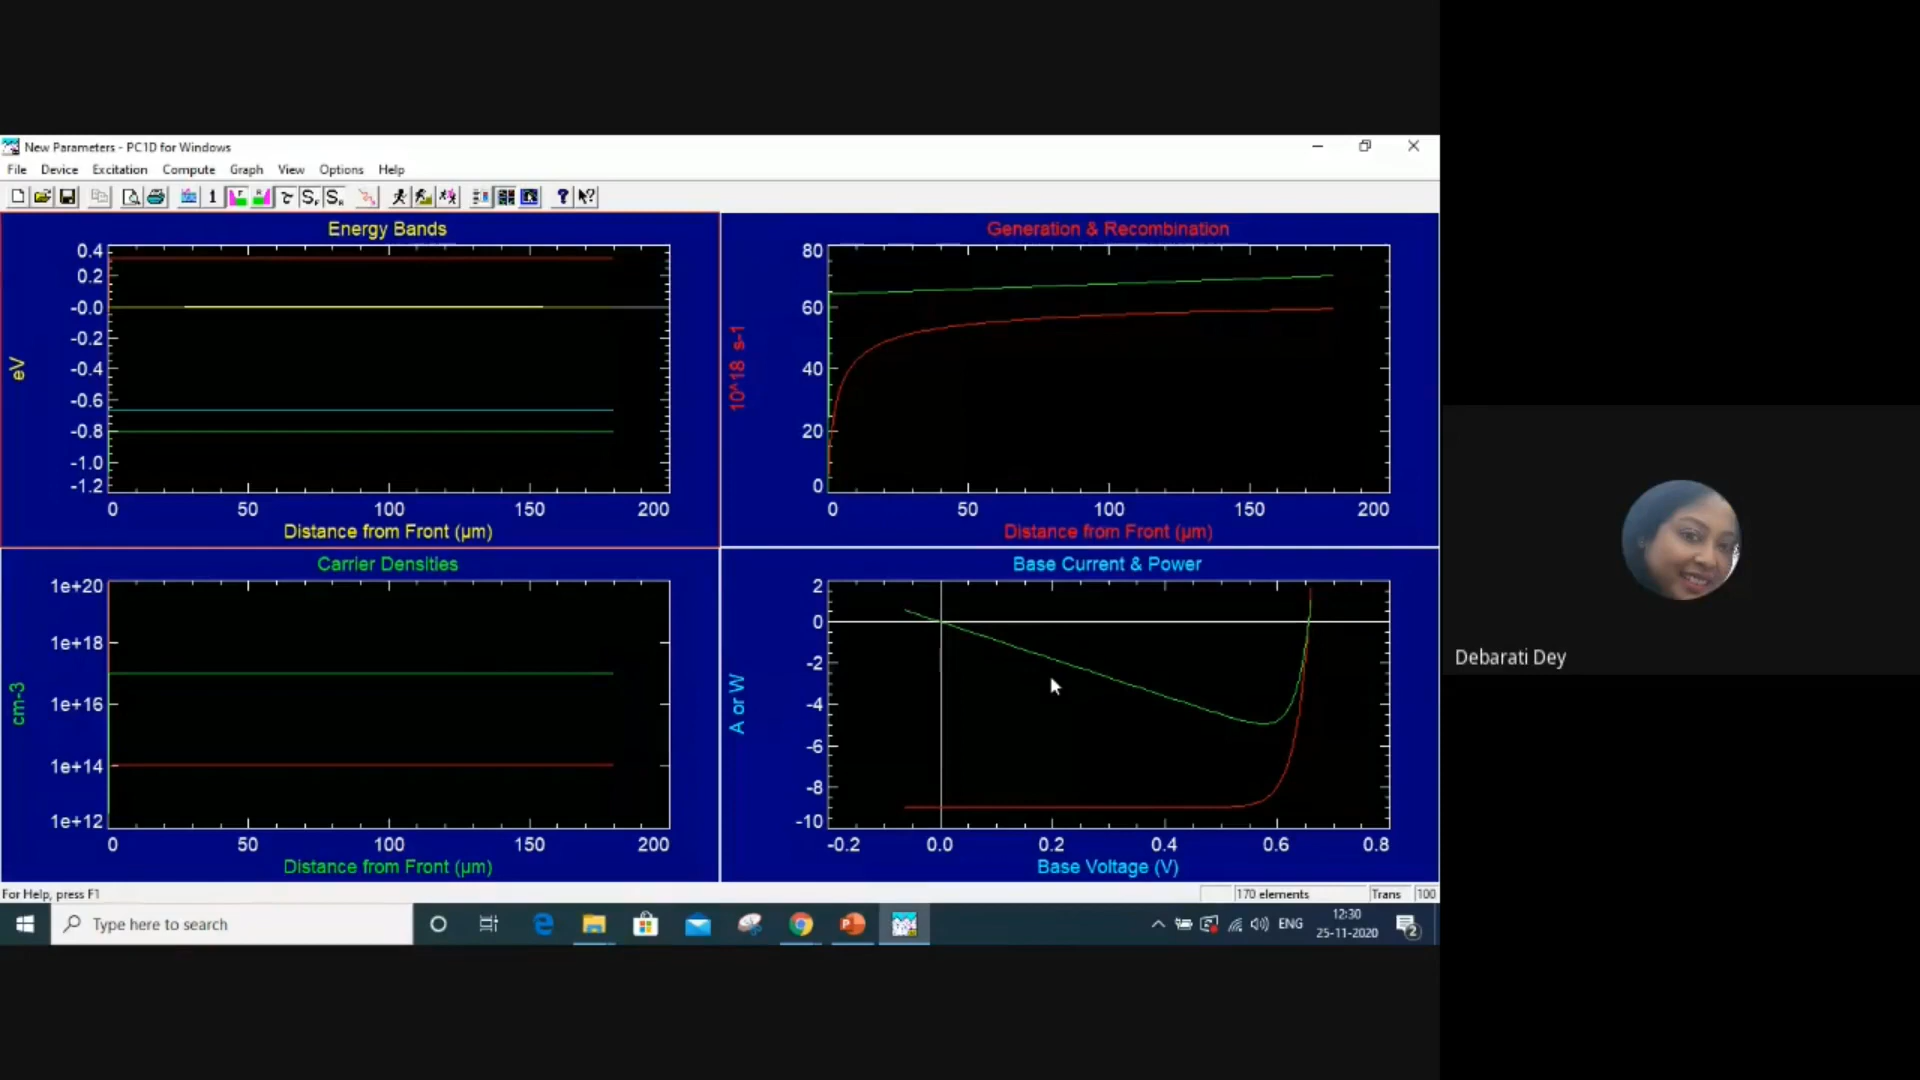 New Parameters - PC1D for Windows
File Device Excitation Compute Graph View Options Help
Energy Bands
0.4
0.2
-0.0
-0.2
-0.4
-0.6
-0.8
-1.0
-1.2
eV
0 50 100 150 200
Distance from Front (µm)
Generation & Recombination
80
60
40
20
0
10^18 s-1
0 50 100 150 200
Distance from Front (µm)
Carrier Densities
1e+20
1e+18
1e+16
1e+14
1e+12
cm-3
0 50 100 150 200
Distance from Front (µm)
Base Current & Power
2
0
-2
-4
-6
-8
-10
A or W
-0.2 0.0 0.2 0.4 0.6 0.8
Base Voltage (V)
For Help, press F1
170 elements Trans 100
Type here to search
ENG
12:30
25-11-2020
2
Debarati Dey